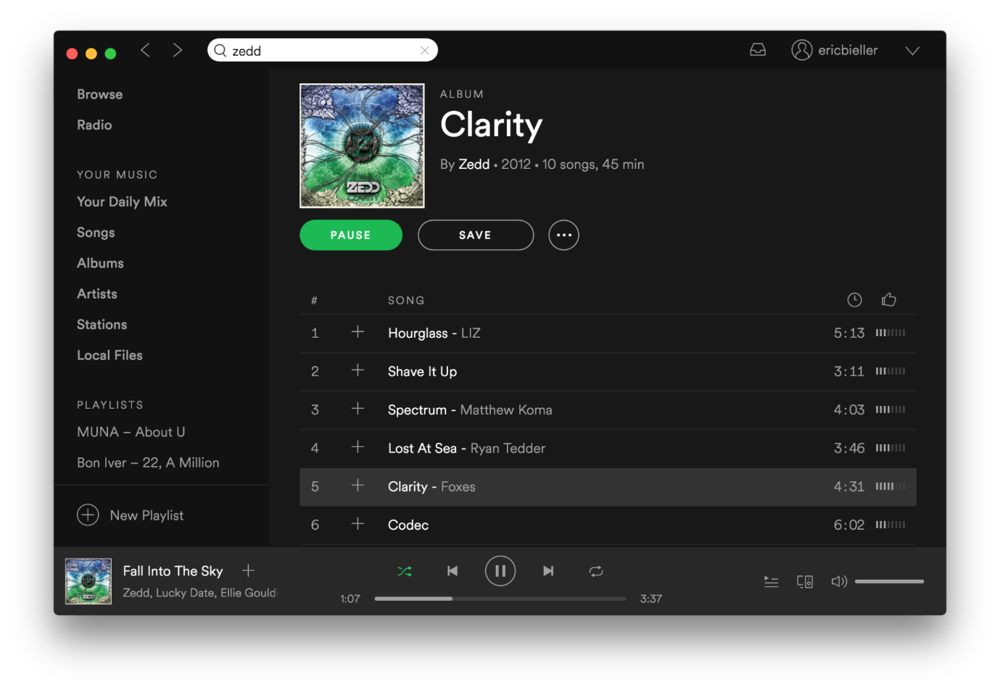 zedd
ericbieller
Browse
Radio
YOUR MUSIC
Your Daily Mix
Songs
Albums
Artists
Stations
Local Files
PLAYLISTS
MUNA – About U
Bon Iver – 22, A Million
New Playlist
ZEDD
CLARITY
ALBUM
Clarity
By Zedd • 2012 • 10 songs, 45 min
PAUSE
SAVE
# SONG
1 Hourglass - LIZ 5:13
2 Shave It Up 3:11
3 Spectrum - Matthew Koma 4:03
4 Lost At Sea - Ryan Tedder 3:46
5 Clarity - Foxes 4:31
6 Codec 6:02
ZEDD
Fall Into The Sky
Zedd, Lucky Date, Ellie Gouldi
1:07
3:37